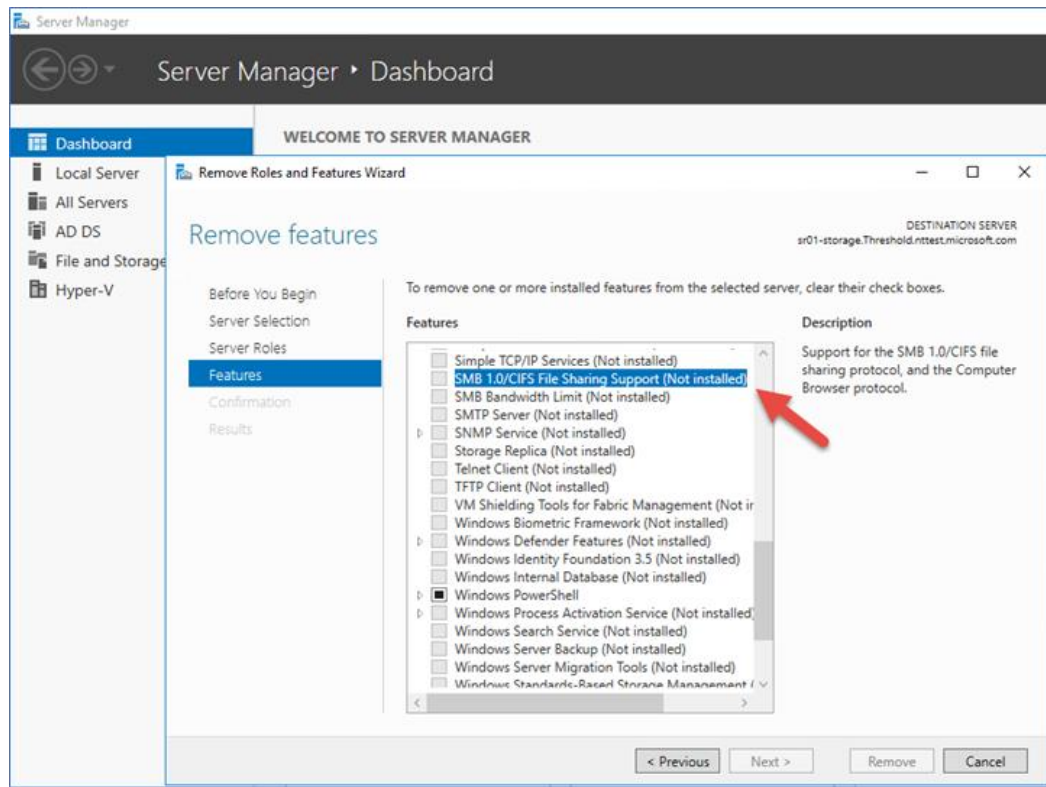 Server Manager
Server Manager • Dashboard
Dashboard
Local Server
All Servers
AD DS
File and Storage
Hyper-V
WELCOME TO SERVER MANAGER
Remove Roles and Features Wizard
Remove features
DESTINATION SERVER
sr01-storage.Threshold.nttest.microsoft.com
Before You Begin
Server Selection
Server Roles
Features
Confirmation
Results
To remove one or more installed features from the selected server, clear their check boxes.
Features
Simple TCP/IP Services (Not installed)
SMB 1.0/CIFS File Sharing Support (Not installed)
SMB Bandwidth Limit (Not installed)
SMTP Server (Not installed)
SNMP Service (Not installed)
Storage Replica (Not installed)
Telnet Client (Not installed)
TFTP Client (Not installed)
VM Shielding Tools for Fabric Management (Not ir
Windows Biometric Framework (Not installed)
Windows Defender Features (Not installed)
Windows Identity Foundation 3.5 (Not installed)
Windows Internal Database (Not installed)
Windows PowerShell
Windows Process Activation Service (Not installed)
Windows Search Service (Not installed)
Windows Server Backup (Not installed)
Windows Server Migration Tools (Not installed)
Windows Standards-Based Storage Management (
Description
Support for the SMB 1.0/CIFS file
sharing protocol, and the Computer
Browser protocol.
< Previous
Next >
Remove
Cancel